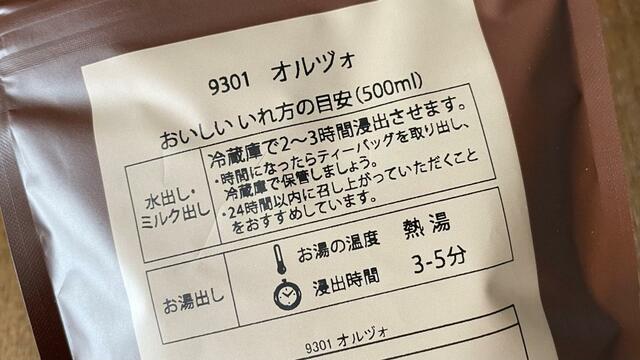 9301 オルヅォ
おいしい いれ方の目安(500ml)
水出し・
ミルク出し
冷蔵庫で2〜3時間浸出させます。
・時間になったらティーバッグを取り出し、
冷蔵庫で保管しましょう。
・24時間以内に召し上がっていただくこと
をおすすめしています。
お湯出し
お湯の温度 熱湯
浸出時間 3-5分
9301 オルヅォ